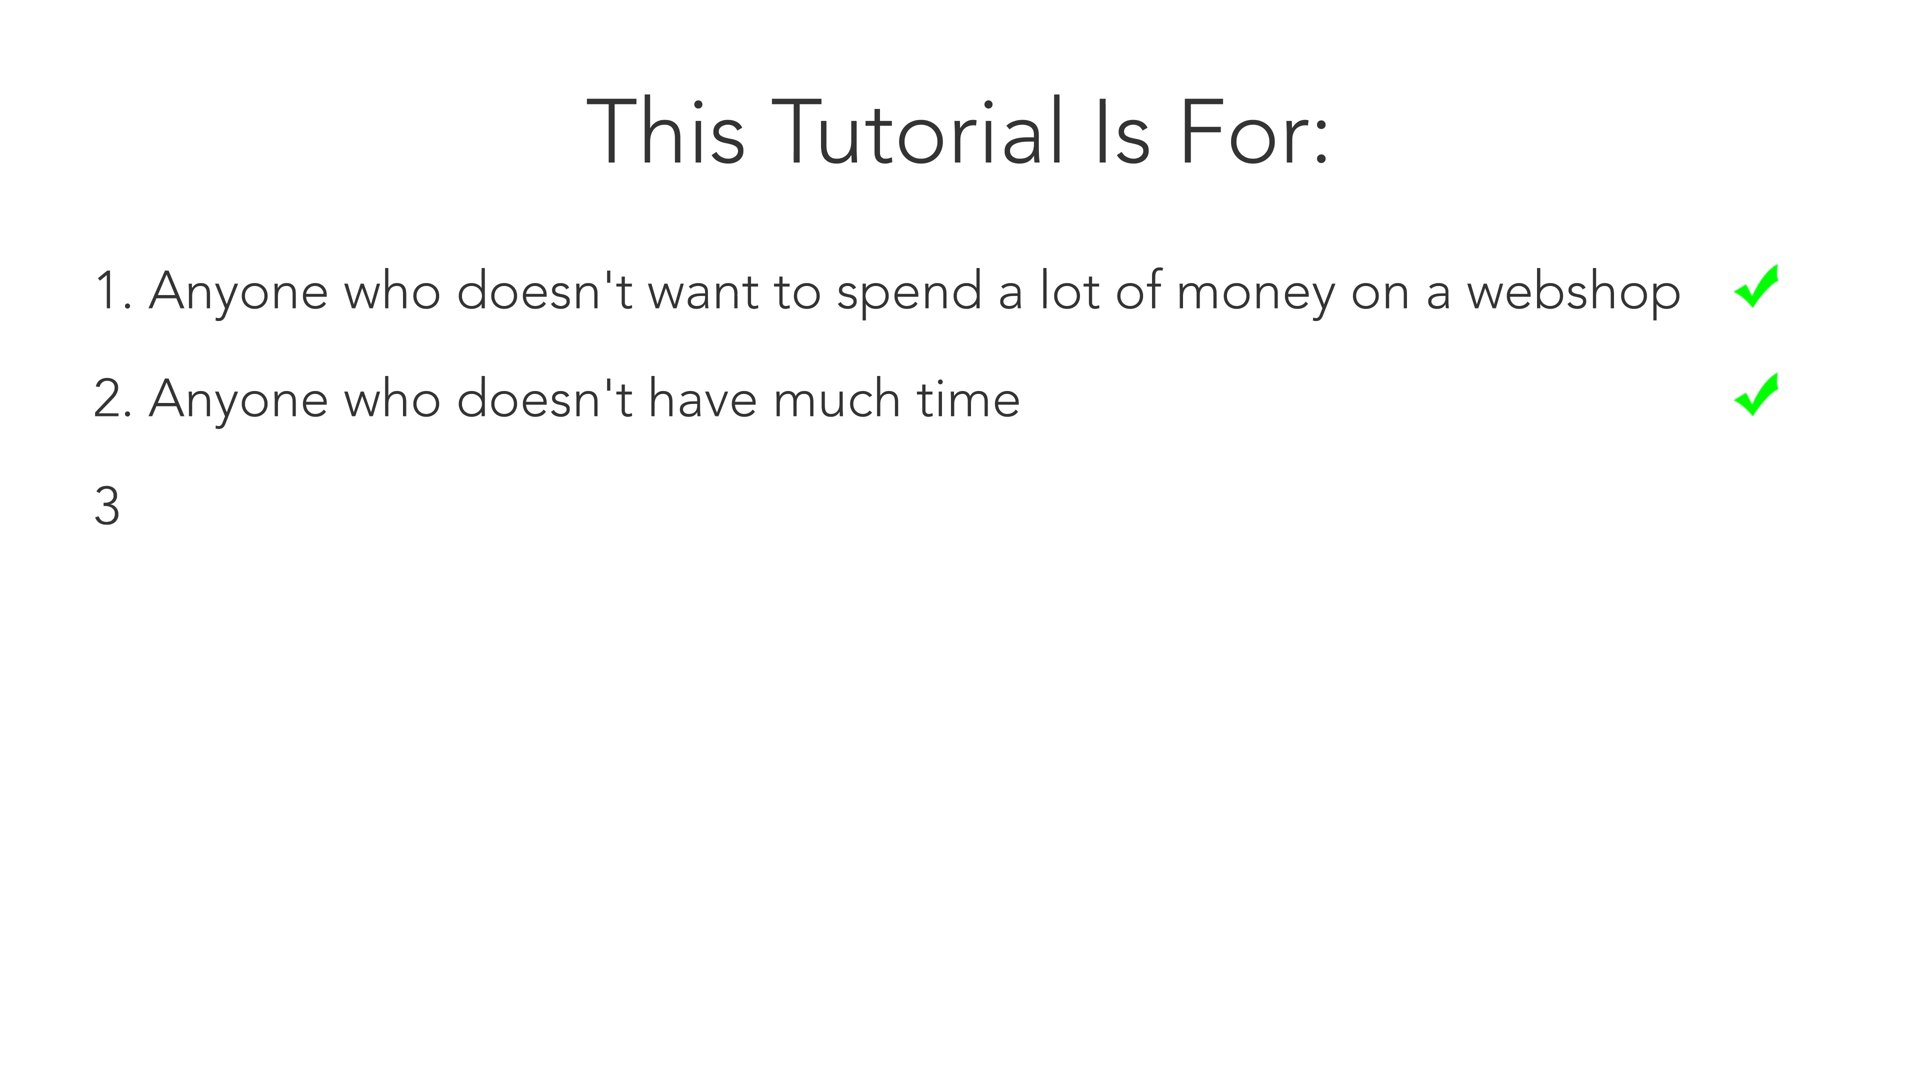 This Tutorial Is For:
1. Anyone who doesn't want to spend a lot of money on a webshop
2. Anyone who doesn't have much time
3